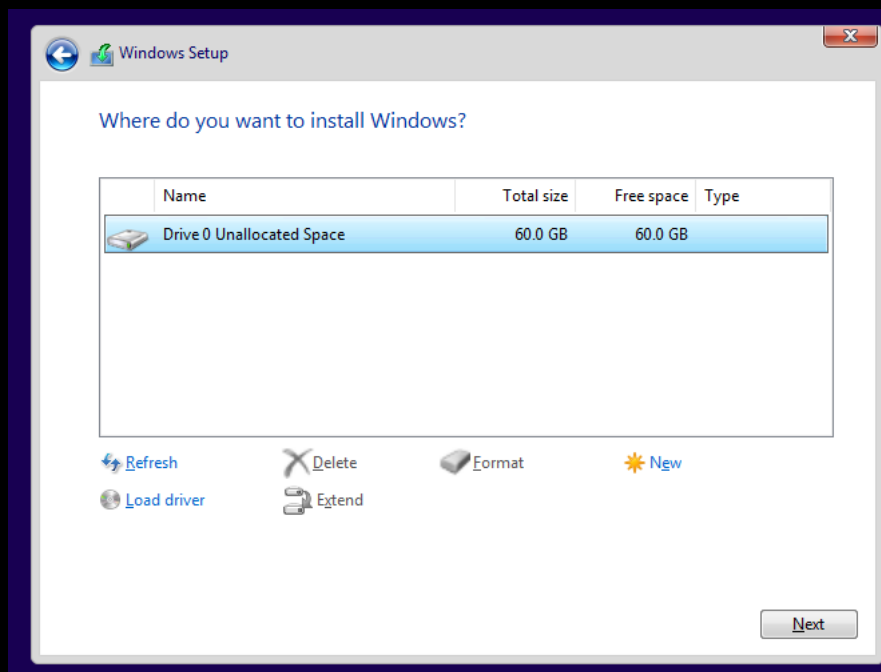 Windows Setup
Where do you want to install Windows?
Name Total size Free space Type
Drive 0 Unallocated Space 60.0 GB 60.0 GB
Refresh Delete Format New
Load driver Extend
Next